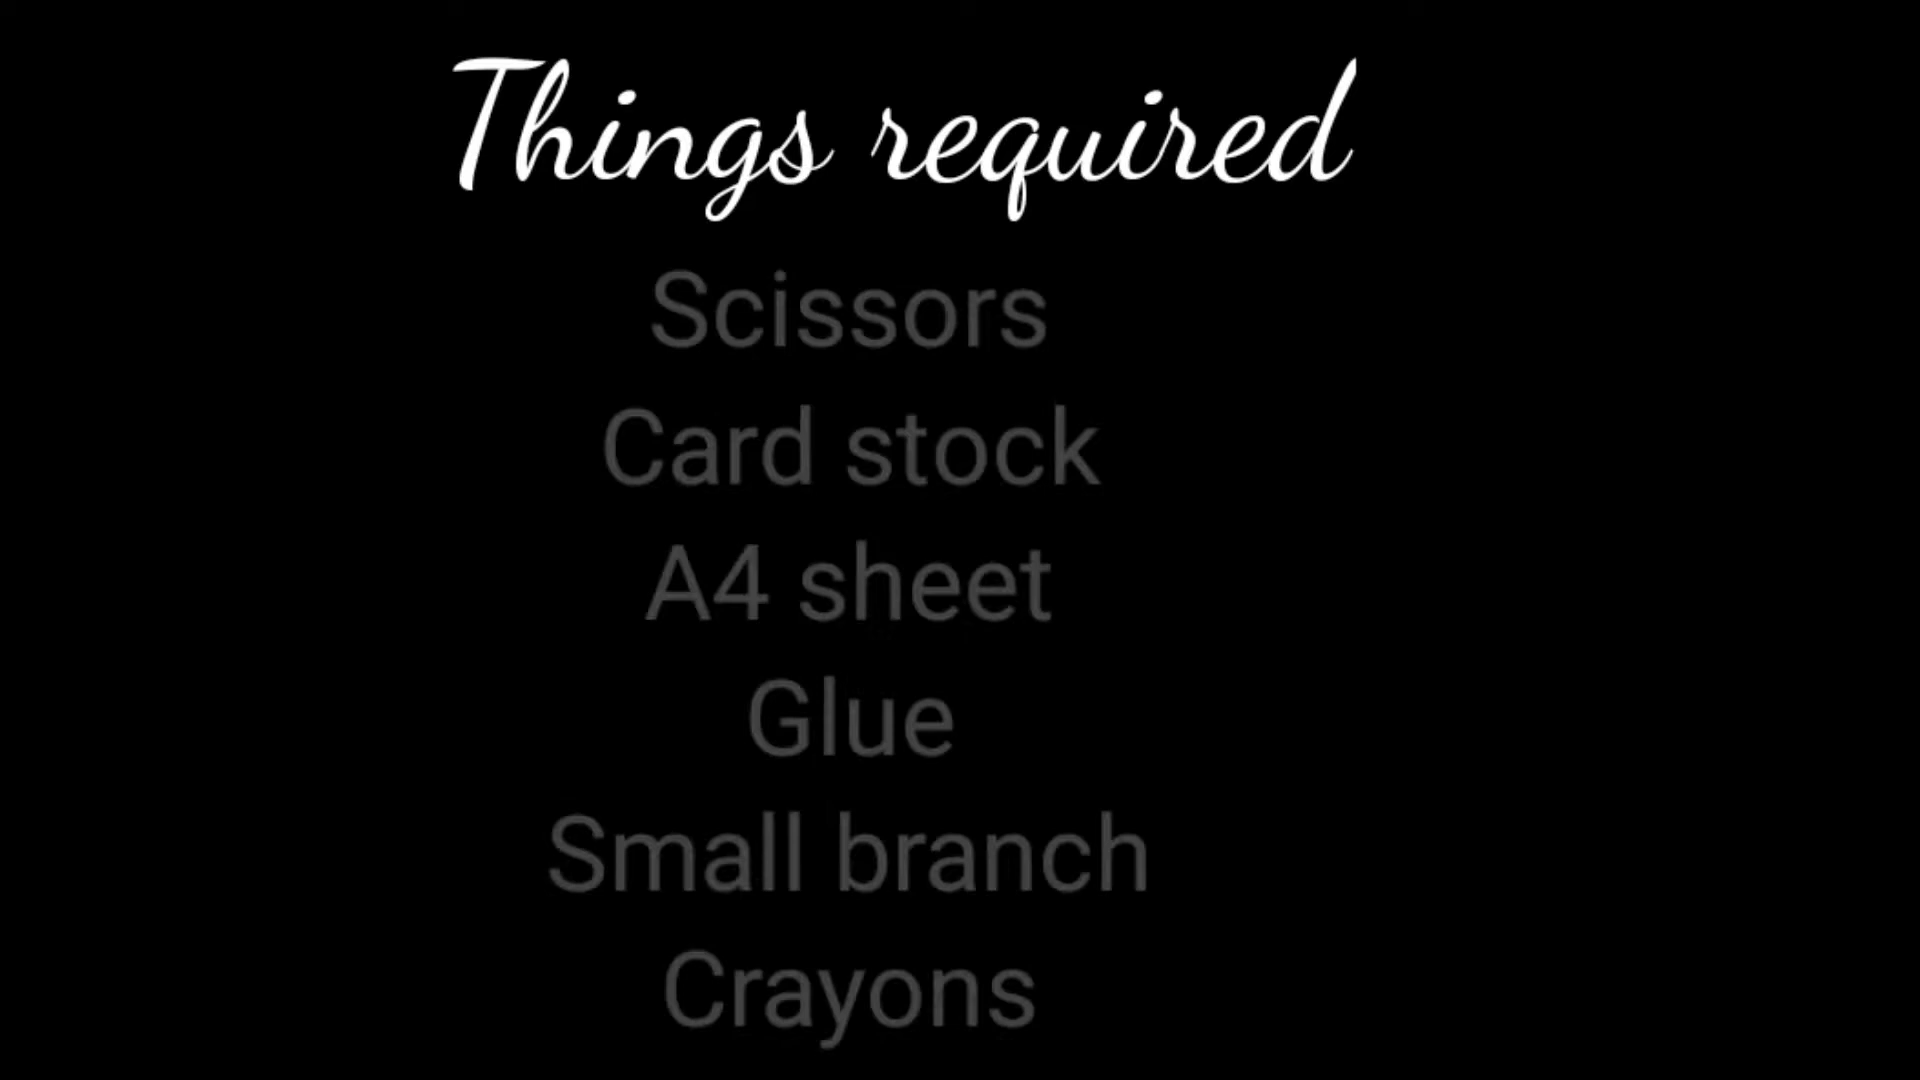 Things required
Scissors
Card stock
A4 sheet
Glue
Small branch
Crayons